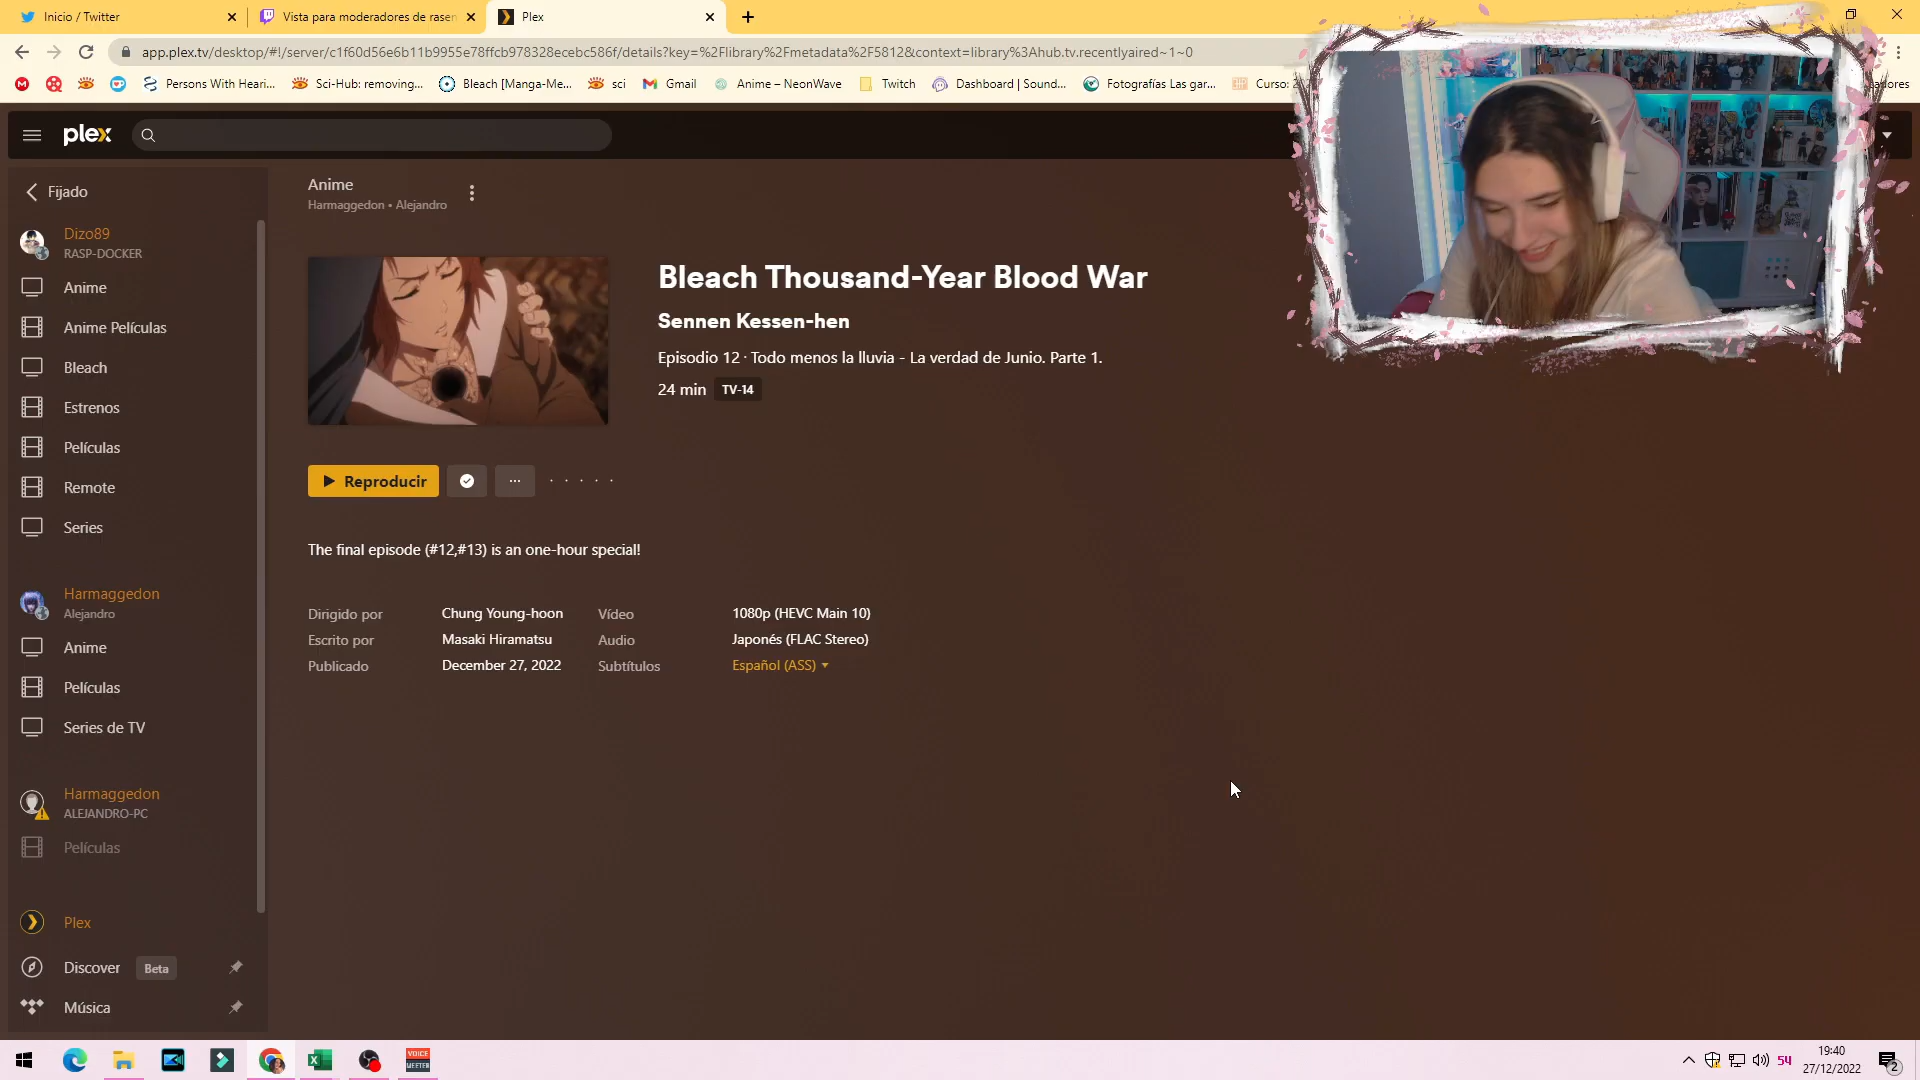 Inicio / Twitter
Vista para moderadores de rasen
Plex
app.plex.tv/desktop/#!/server/c1f60d56e6b11b9955e78ffcb978328ecebc586f/details?key=%2Flibrary%2Fmetadata%2F5812&context=library%3Ahub.tv.recentlyaired~1~0
Persons With Heari...
Sci-Hub: removing...
Bleach [Manga-Me...
sci
Gmail
Anime – NeonWave
Twitch
Dashboard | Sound...
Fotografías Las gar...
Curso: 2
adores
plex
Fijado
Dizo89
RASP-DOCKER
Anime
Anime Películas
Bleach
Estrenos
Películas
Remote
Series
Harmaggedon
Alejandro
Anime
Películas
Series de TV
Harmaggedon
ALEJANDRO-PC
Películas
Plex
Discover Beta
Música
Anime
Harmaggedon • Alejandro
Bleach Thousand-Year Blood War
Sennen Kessen-hen
Episodio 12 · Todo menos la lluvia - La verdad de Junio. Parte 1.
24 min TV-14
Reproducir
The final episode (#12,#13) is an one-hour special!
Dirigido por Chung Young-hoon
Escrito por Masaki Hiramatsu
Publicado December 27, 2022
Vídeo 1080p (HEVC Main 10)
Audio Japonés (FLAC Stereo)
Subtítulos Español (ASS)
VOICE
MEETER
54
19:40
27/12/2022
2